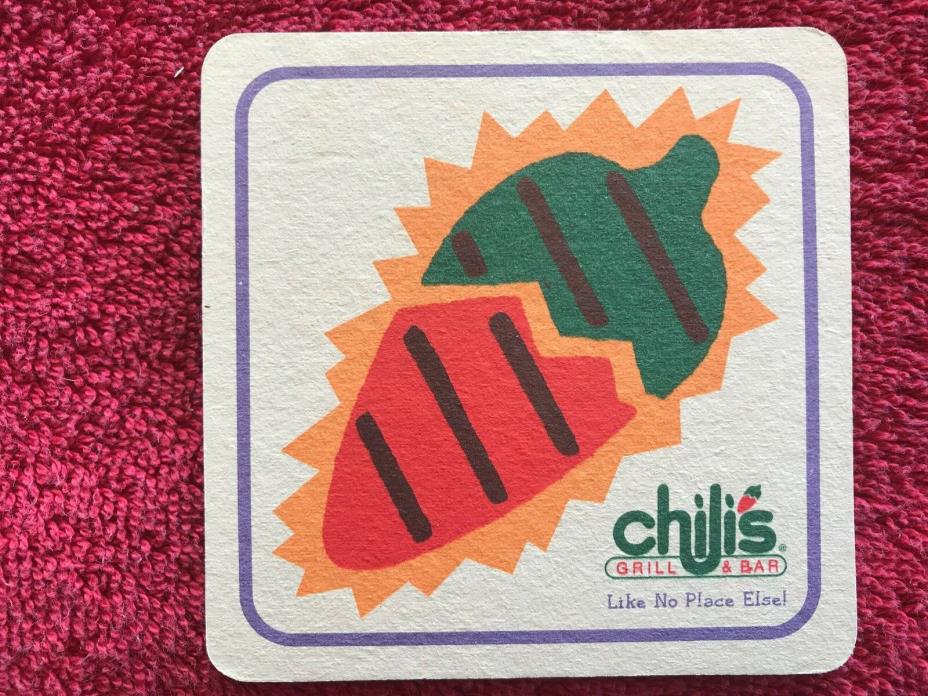 chili's®
GRILL & BAR
Like No Place Else!